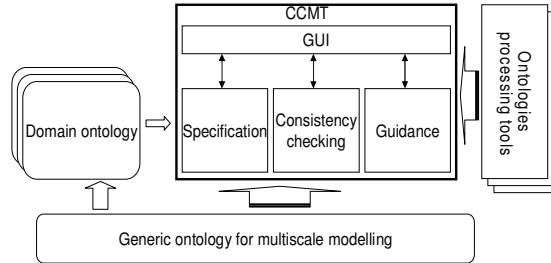 CCMT
GUI
Domain ontology
Specification
Consistency
checking
Guidance
Ontologies
processing tools
Generic ontology for multiscale modelling